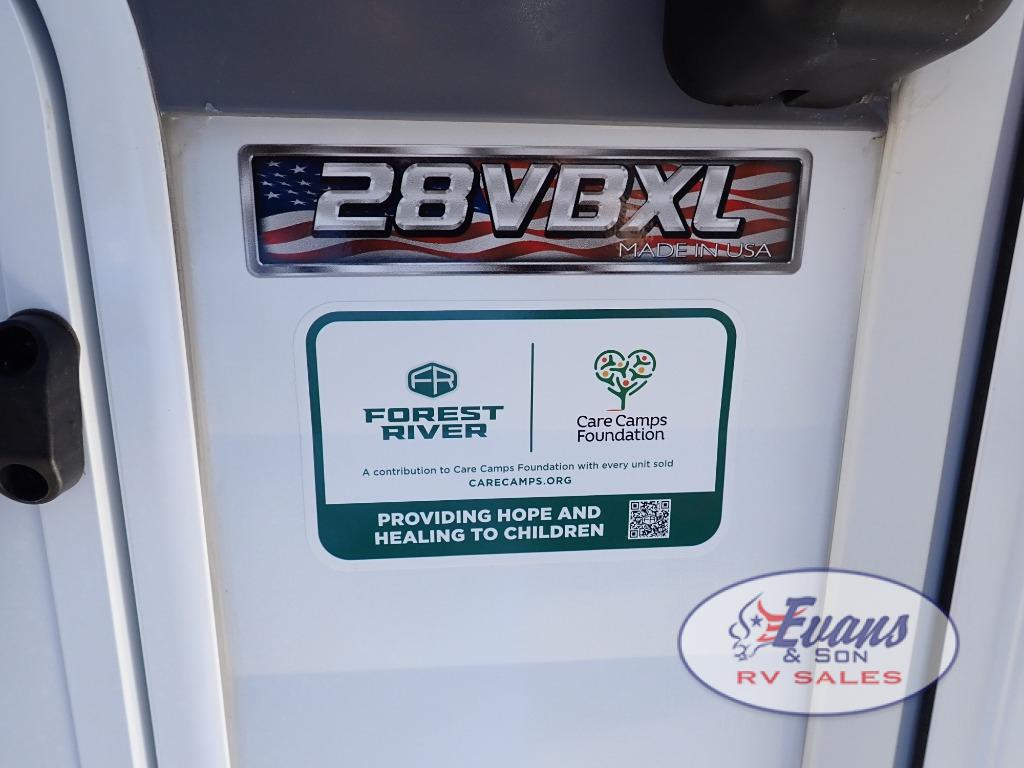 28VBXL
MADE IN USA
FR
FOREST
RIVER
Care Camps
Foundation
A contribution to Care Camps Foundation with every unit sold
CARECAMPS.ORG
PROVIDING HOPE AND
HEALING TO CHILDREN
Evans
& SON
RV SALES